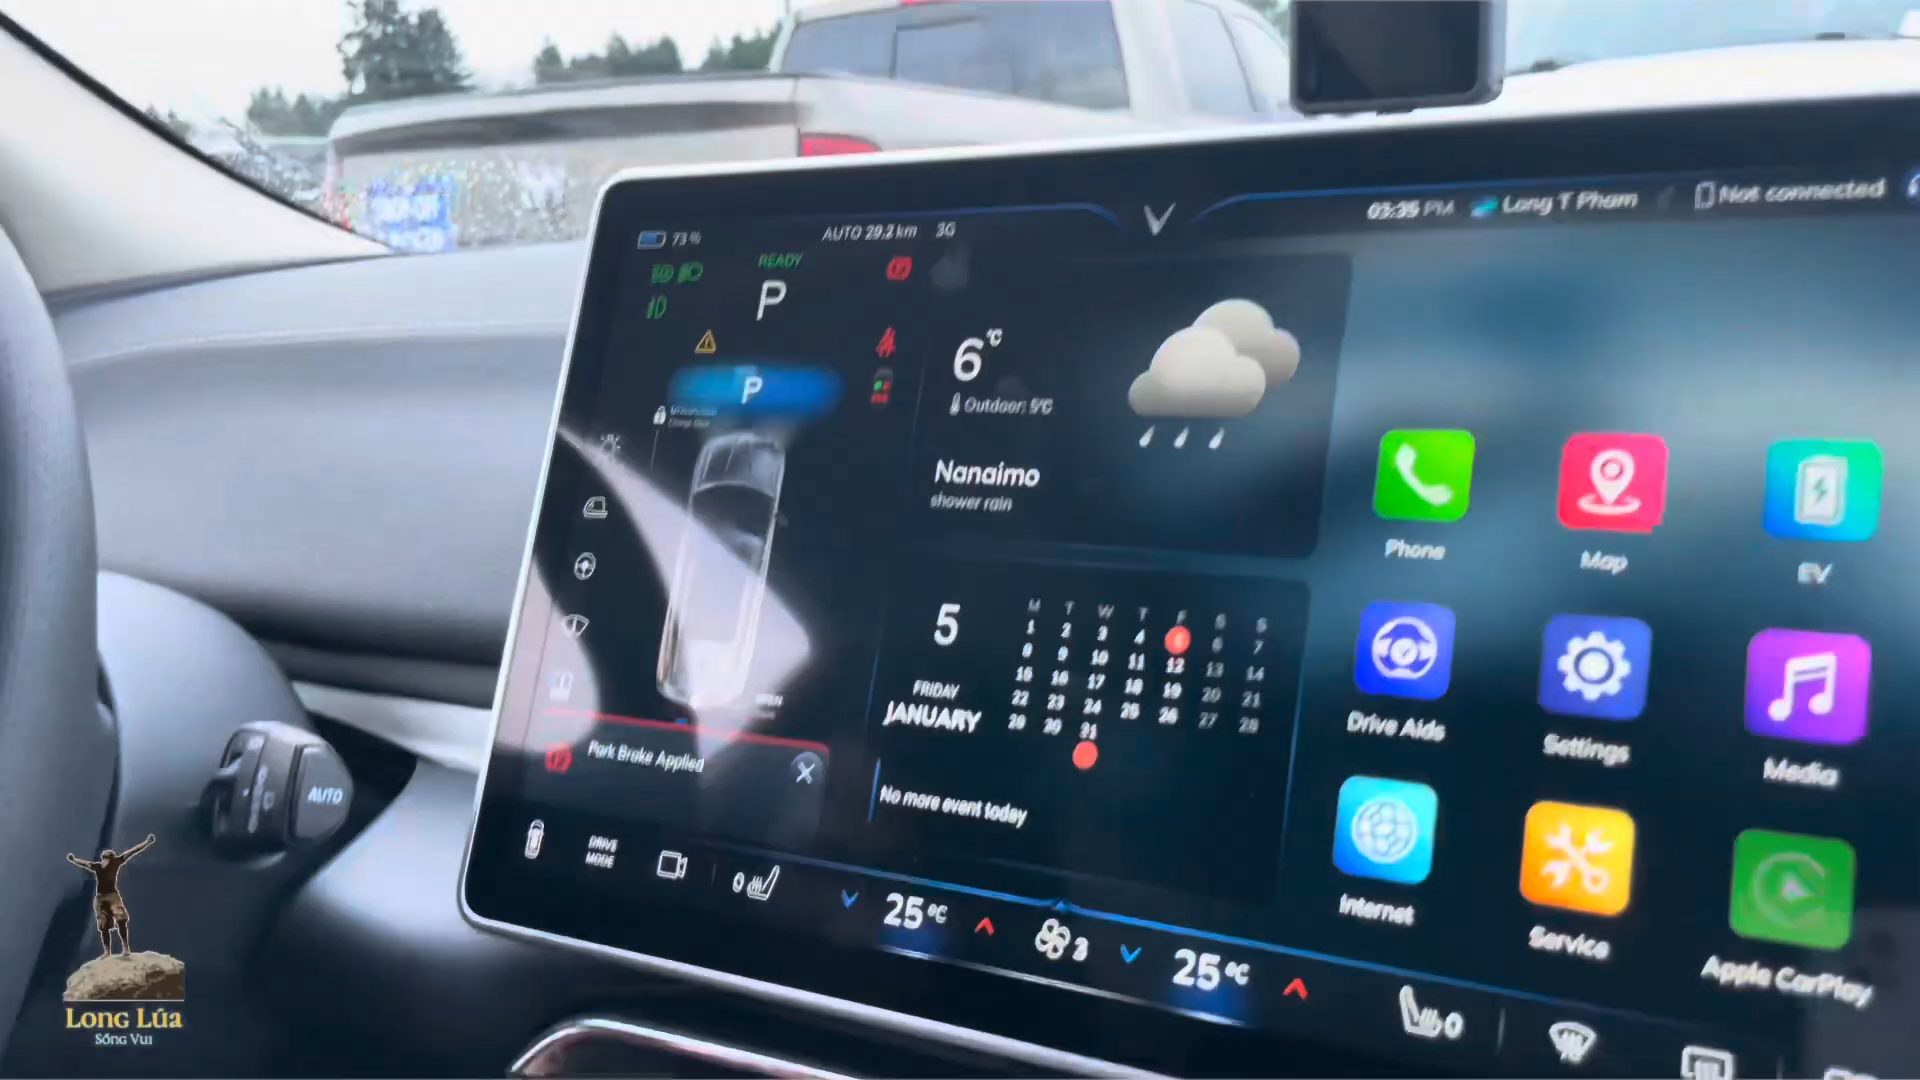 73%
AUTO 29.2 km 3G
03:35 PM Long T Pham Not connected
READY
P
P
6°C
Outdoor: 5°C
Nanaimo
shower rain
5
FRIDAY
JANUARY
M T W T F S S
1 2 3 4 5 6 7
8 9 10 11 12 13 14
15 16 17 18 19 20 21
22 23 24 25 26 27 28
29 30 31
No more event today
Park Brake Applied
Phone
Map
EV
Drive Aids
Settings
Media
Internet
Service
Apple CarPlay
DRIVE
MODE
0
25°C
3
25°C
0
AUTO
LONG LÚA
SỐNG VUI